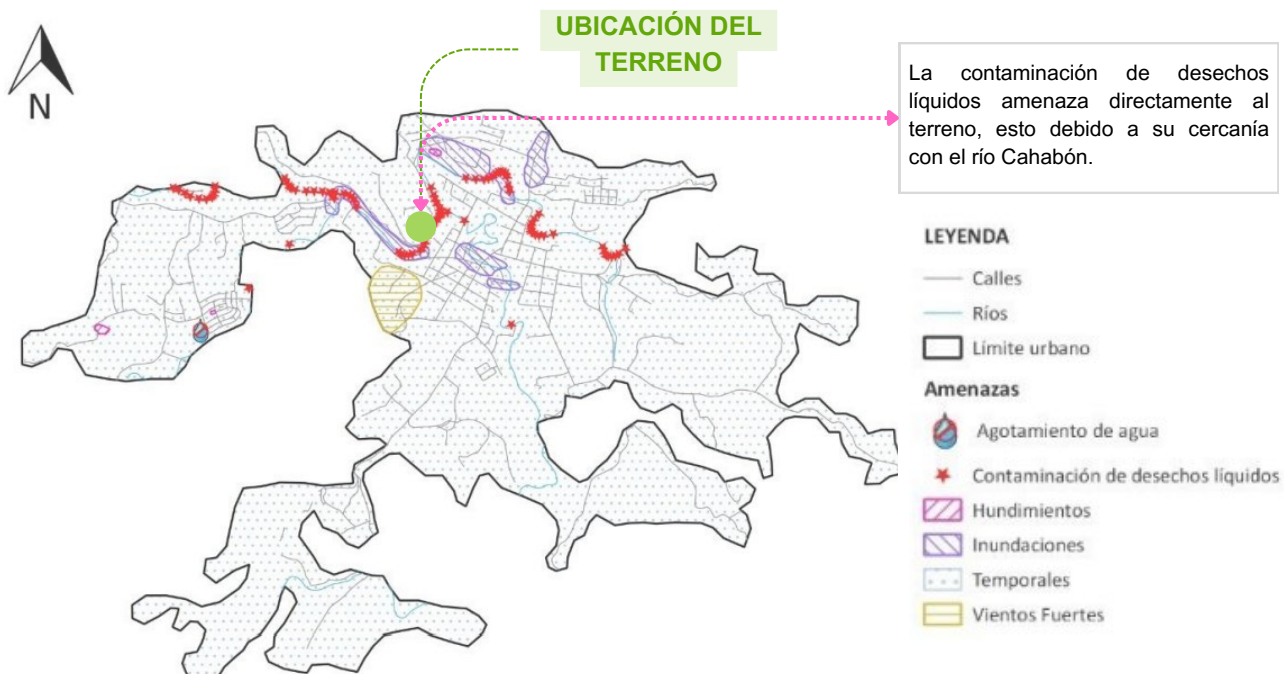 UBICACIÓN DEL
TERRENO
N
La contaminación de desechos
líquidos amenaza directamente al
terreno, esto debido a su cercanía
con el río Cahabón.
LEYENDA
Calles
Ríos
Límite urbano
Amenazas
Agotamiento de agua
Contaminación de desechos líquidos
Hundimientos
Inundaciones
Temporales
Vientos Fuertes